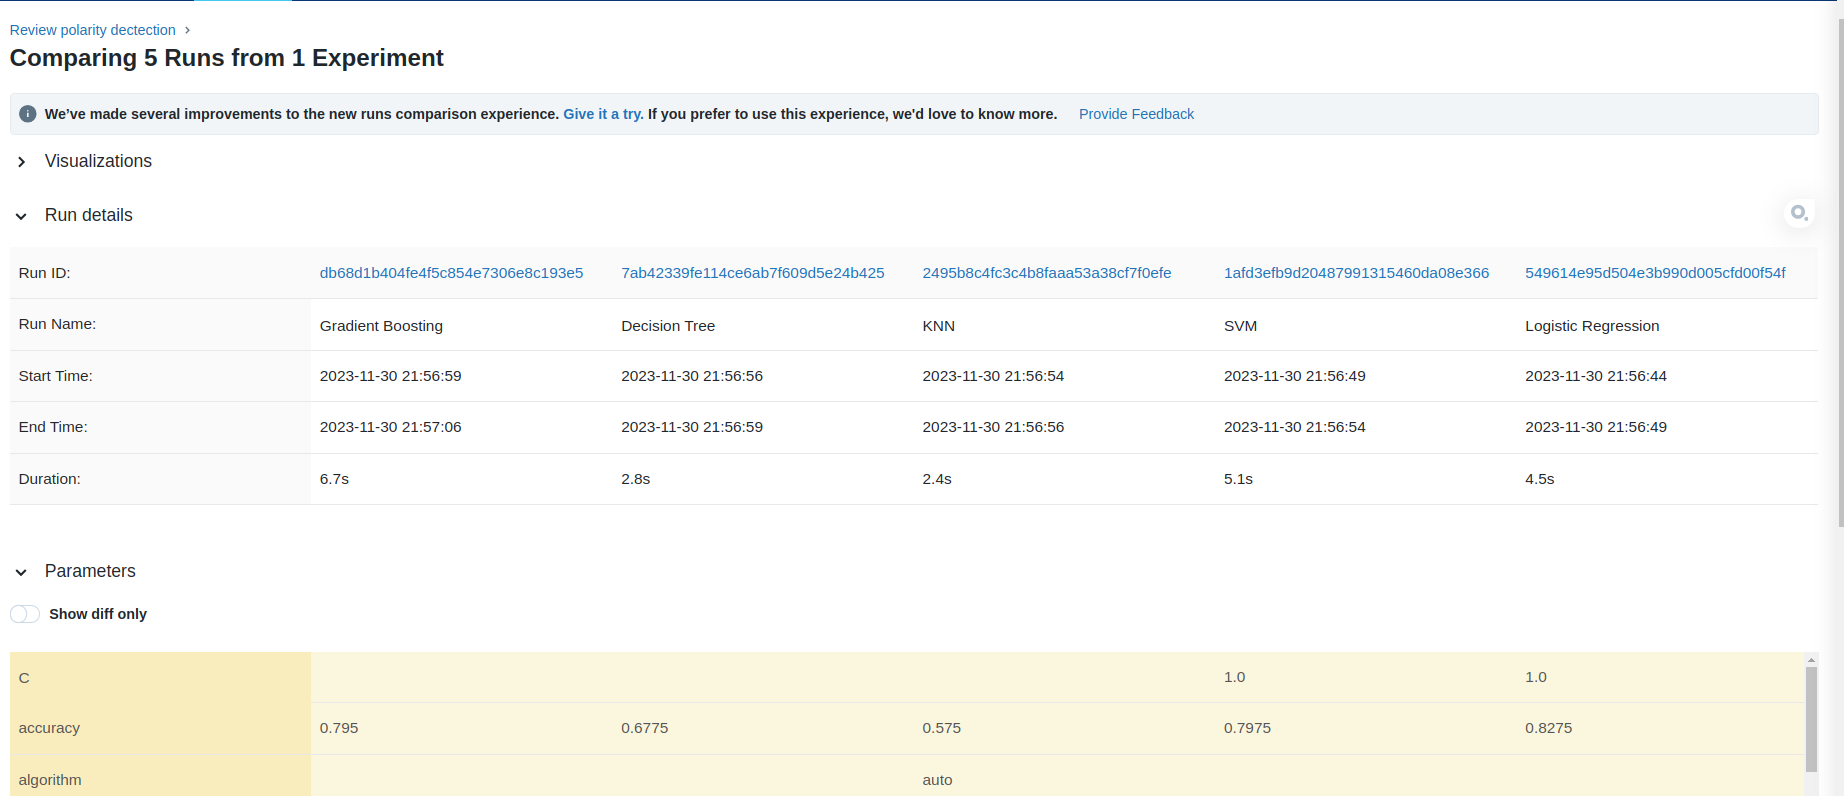 Review polarity dectection
Comparing 5 Runs from 1 Experiment
We've made several improvements to the new runs comparison experience. Give it a try. If you prefer to use this experience, we'd love to know more. Provide Feedback
Visualizations
Run details
Run ID: db68d1b404fe4f5c854e7306e8c193e5 7ab42339fe114ce6ab7f609d5e24b425 2495b8c4fc3c4b8faaa53a38cf7f0efe 1afd3efb9d20487991315460da08e366 549614e95d504e3b990d005cfd00f54f
Run Name: Gradient Boosting Decision Tree KNN SVM Logistic Regression
Start Time: 2023-11-30 21:56:59 2023-11-30 21:56:56 2023-11-30 21:56:54 2023-11-30 21:56:49 2023-11-30 21:56:44
End Time: 2023-11-30 21:57:06 2023-11-30 21:56:59 2023-11-30 21:56:56 2023-11-30 21:56:54 2023-11-30 21:56:49
Duration: 6.7s 2.8s 2.4s 5.1s 4.5s
Parameters
Show diff only
C 1.0 1.0
accuracy 0.795 0.6775 0.575 0.7975 0.8275
algorithm auto